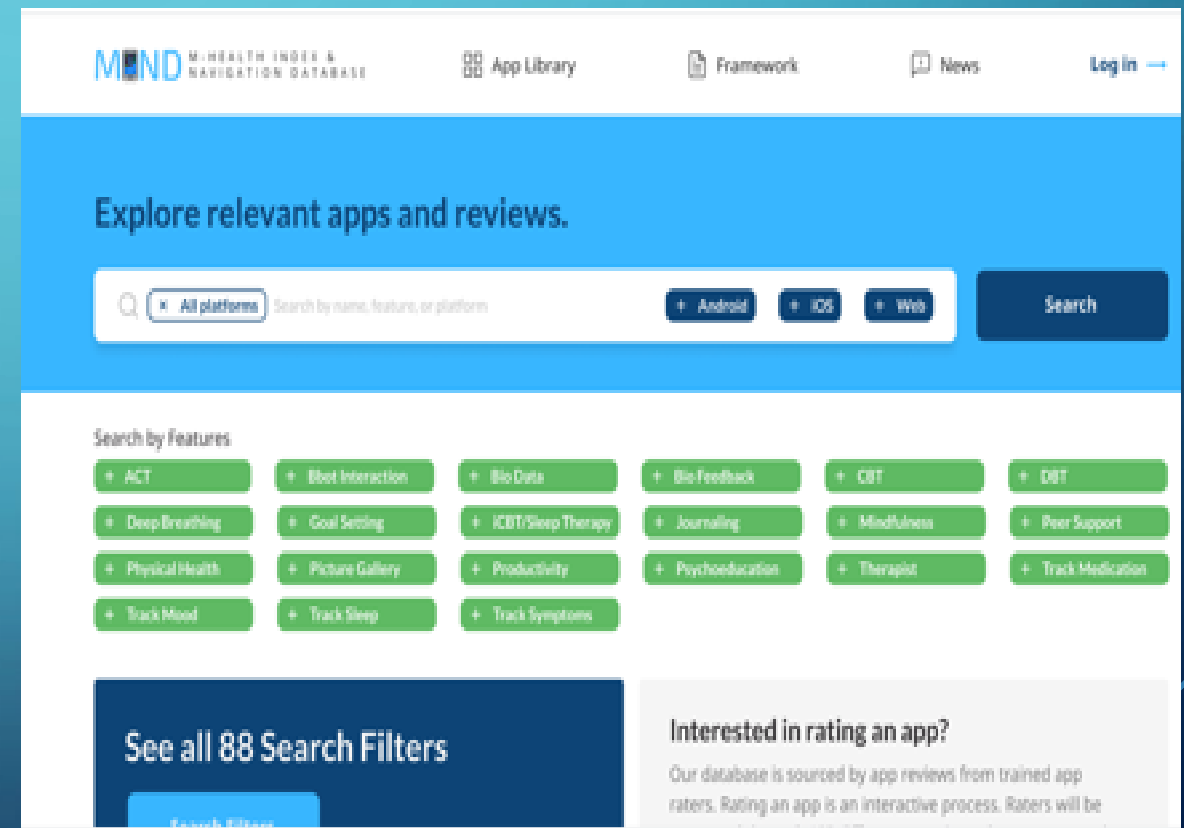 MIND M-HEALTH INDEX &
NAVIGATION DATABASE
App Library
Framework
News
Log in →
Explore relevant apps and reviews.
× All platforms
Search by name, feature, or platform
+ Android
+ iOS
+ Web
Search
Search by Features
+ ACT
+ Bbot Interaction
+ Bio Data
+ Bio Feedback
+ CBT
+ DBT
+ Deep Breathing
+ Goal Setting
+ iCBT/Sleep Therapy
+ Journaling
+ Mindfulness
+ Peer Support
+ Physical Health
+ Picture Gallery
+ Productivity
+ Psychoeducation
+ Therapist
+ Track Medication
+ Track Mood
+ Track Sleep
+ Track Symptoms
See all 88 Search Filters
Search Filters
Interested in rating an app?
Our database is sourced by app reviews from trained app
raters. Rating an app is an interactive process. Raters will be